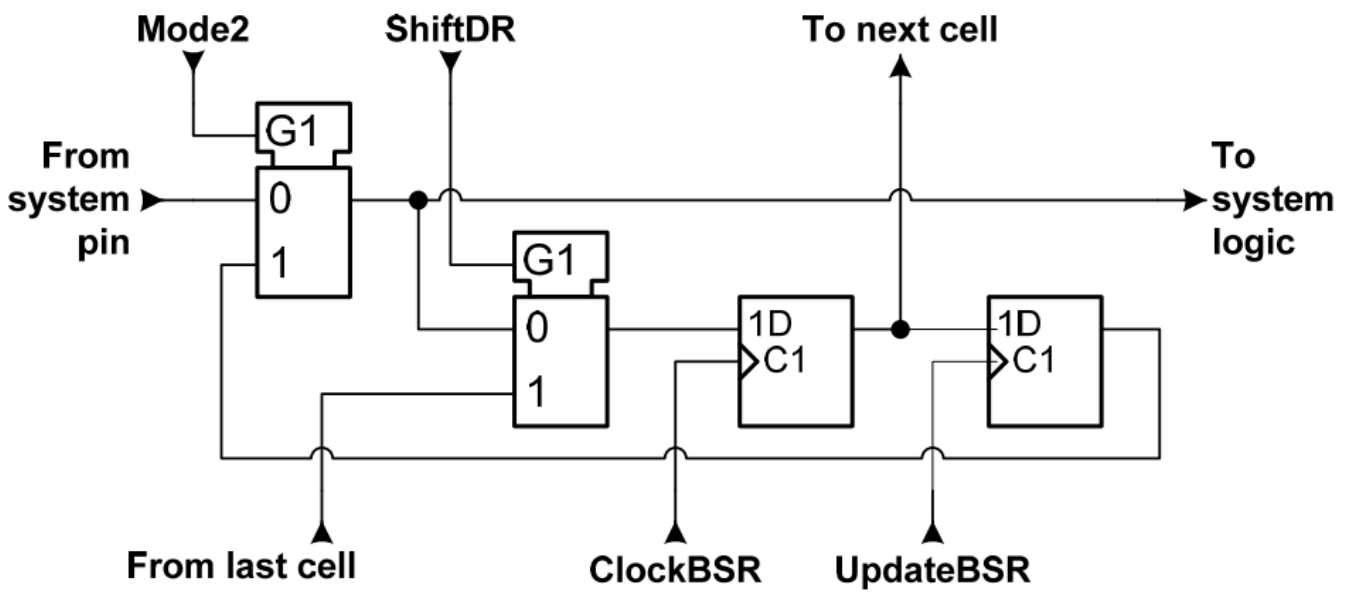 Mode2
ShiftDR
To next cell
G1
From
system
pin
0
1
To
system
logic
G1
0
1
1D
C1
1D
C1
From last cell
ClockBSR
UpdateBSR